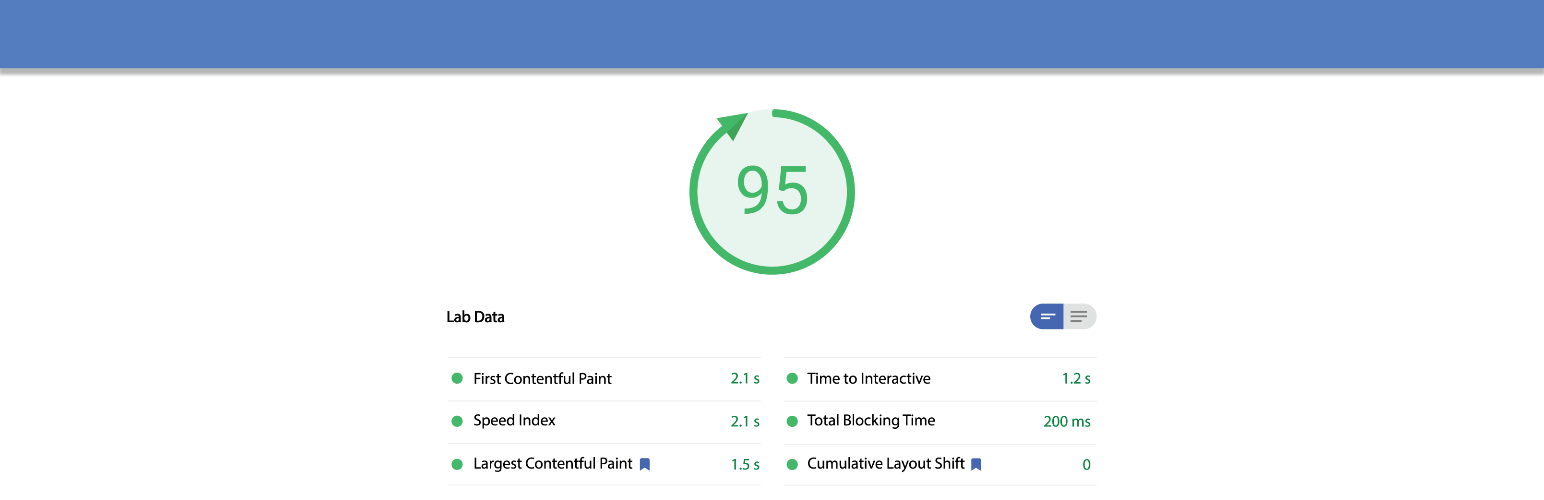 95
Lab Data
First Contentful Paint 2.1 s
Time to Interactive 1.2 s
Speed Index 2.1 s
Total Blocking Time 200 ms
Largest Contentful Paint 1.5 s
Cumulative Layout Shift 0